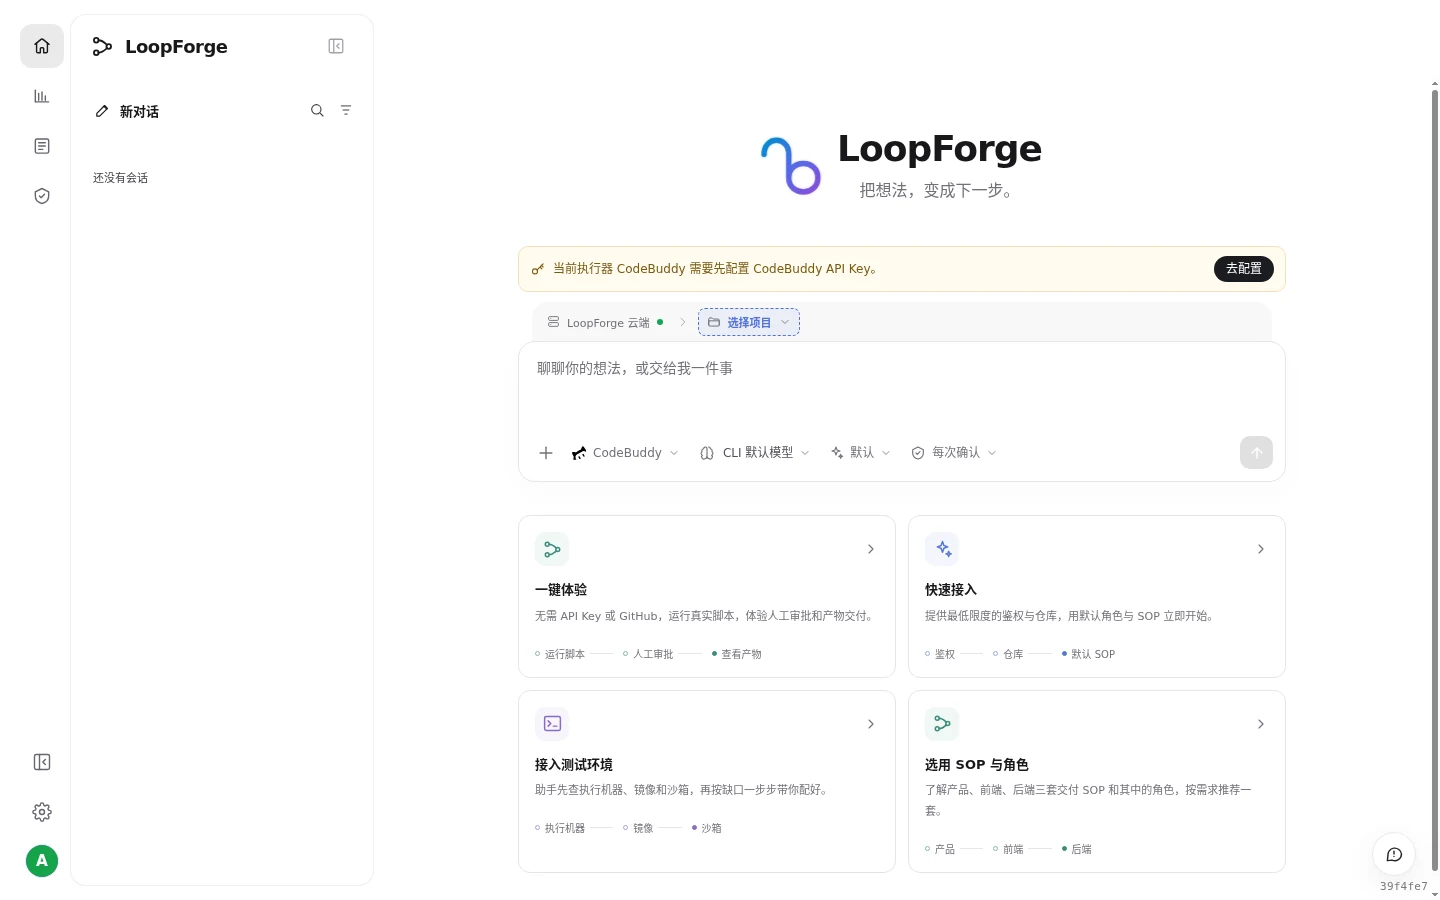 LoopForge
新对话
还没有会话
A
LoopForge
把想法，变成下一步。
当前执行器 CodeBuddy 需要先配置 CodeBuddy API Key。
去配置
LoopForge 云端
选择项目
聊聊你的想法，或交给我一件事
CodeBuddy
CLI 默认模型
默认
每次确认
一键体验
无需 API Key 或 GitHub，运行真实脚本，体验人工审批和产物交付。
运行脚本
人工审批
查看产物
快速接入
提供最低限度的鉴权与仓库，用默认角色与 SOP 立即开始。
鉴权
仓库
默认 SOP
接入测试环境
助手先查执行机器、镜像和沙箱，再按缺口一步步带你配好。
执行机器
镜像
沙箱
选用 SOP 与角色
了解产品、前端、后端三套交付 SOP 和其中的角色，按需求推荐一
套。
产品
前端
后端
39f4fe7